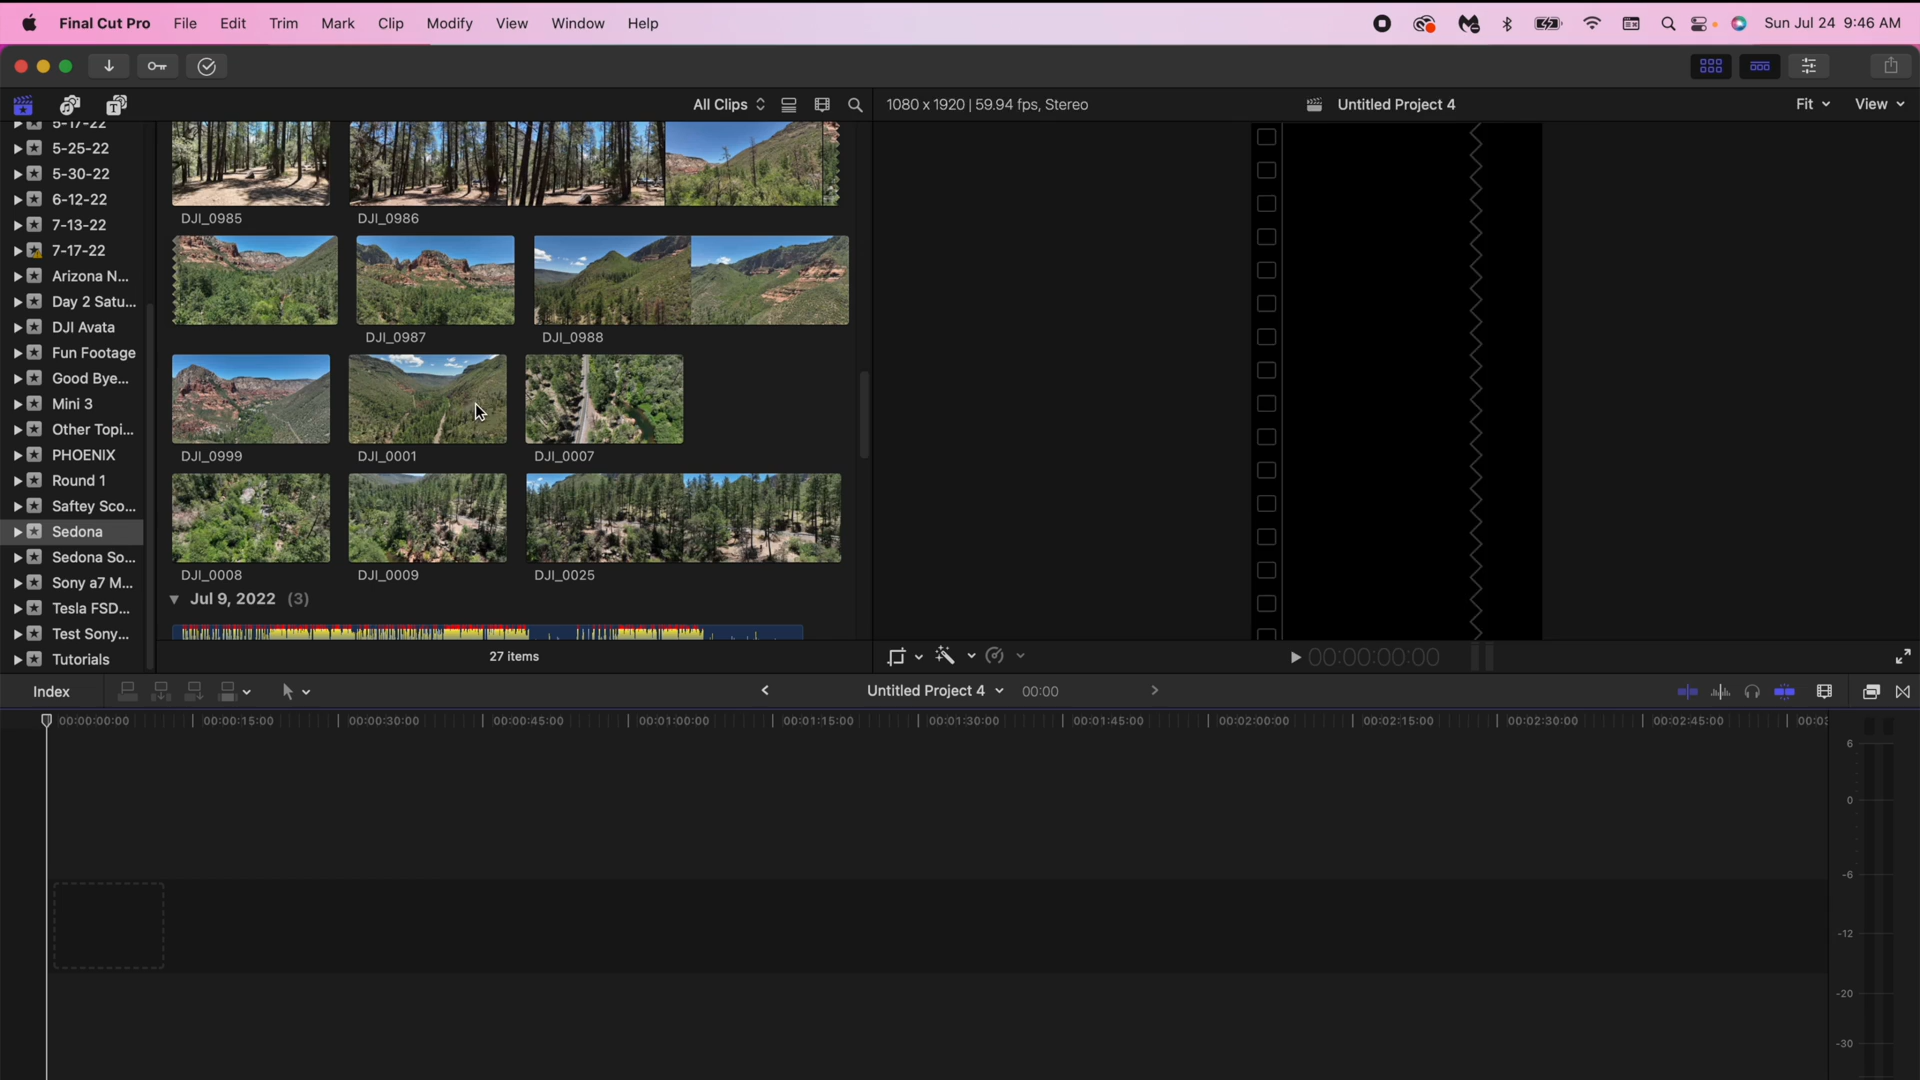 Final Cut Pro File Edit Trim Mark Clip Modify View Window Help Sun Jul 24 9:46 AM
All Clips 1080 x 1920 | 59.94 fps, Stereo Untitled Project 4 Fit View
5-17-22
5-25-22
5-30-22
6-12-22
7-13-22
7-17-22
Arizona N...
Day 2 Satu...
DJI Avata
Fun Footage
Good Bye...
Mini 3
Other Topi...
PHOENIX
Round 1
Saftey Sco...
Sedona
Sedona So...
Sony a7 M...
Tesla FSD...
Test Sony...
Tutorials
DJI_0985 DJI_0986
DJI_0987 DJI_0988
DJI_0999 DJI_0001 DJI_0007
DJI_0008 DJI_0009 DJI_0025
Jul 9, 2022 (3)
27 items
00:00:00:00
Index Untitled Project 4 00:00
00:00:00:00 00:00:15:00 00:00:30:00 00:00:45:00 00:01:00:00 00:01:15:00 00:01:30:00 00:01:45:00 00:02:00:00 00:02:15:00 00:02:30:00 00:02:45:00
6
0
-6
-12
-20
-30